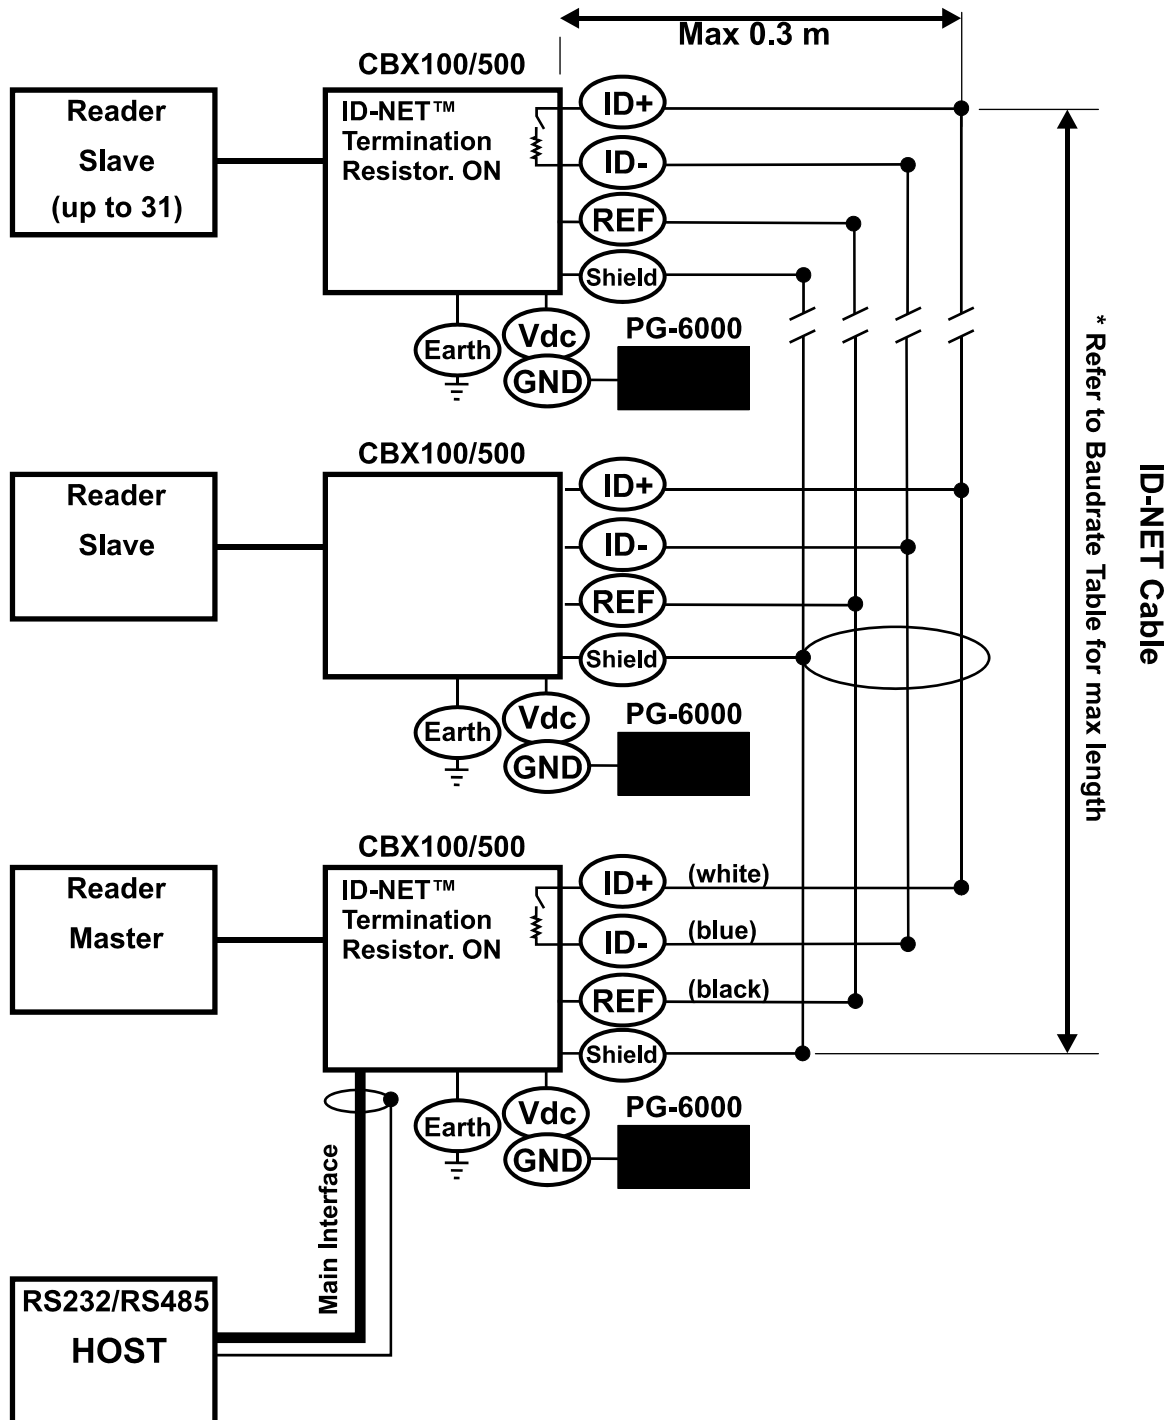 Max 0.3 m
CBX100/500
Reader
Slave
(up to 31)
ID-NET™
Termination
Resistor. ON
ID+
ID-
REF
Shield
Earth
Vdc
GND
PG-6000
CBX100/500
Reader
Slave
ID+
ID-
REF
Shield
Earth
Vdc
GND
PG-6000
* Refer to Baudrate Table for max length
ID-NET Cable
CBX100/500
Reader
Master
ID-NET™
Termination
Resistor. ON
ID+ (white)
ID- (blue)
REF (black)
Shield
Earth
Vdc
GND
PG-6000
Main Interface
RS232/RS485
HOST